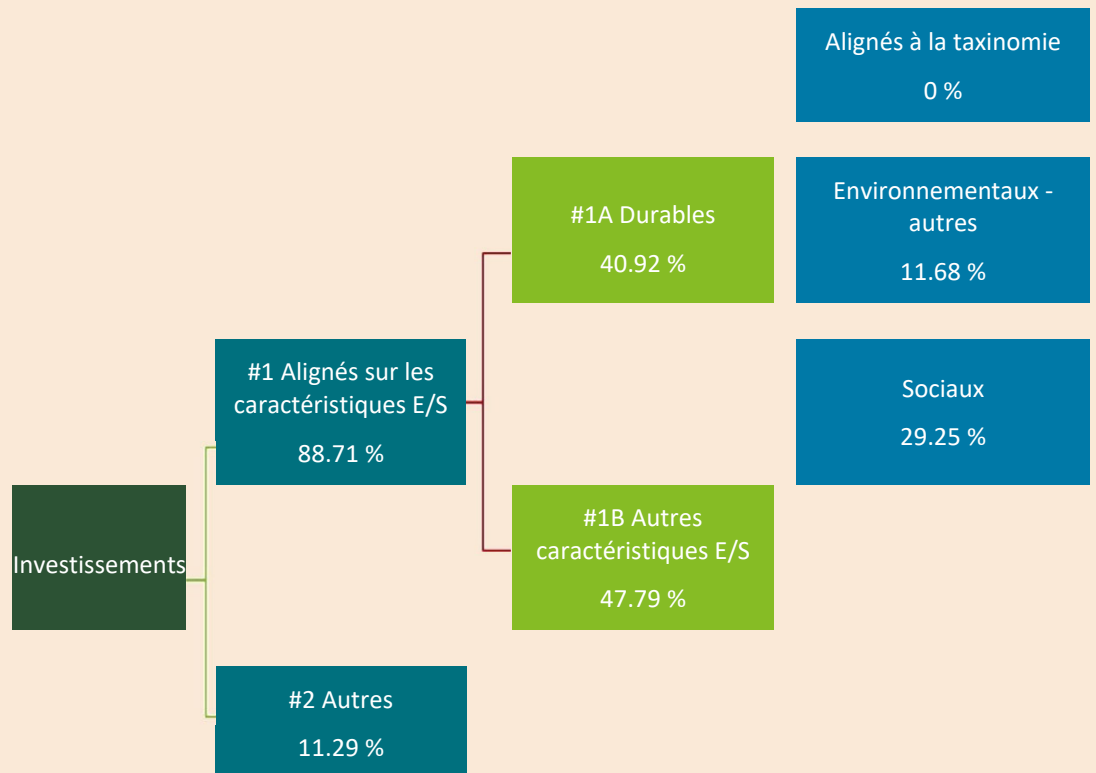 Alignés à la taxinomie
0 %
#1A Durables
40.92 %
Environnementaux -
autres
11.68 %
#1 Alignés sur les
caractéristiques E/S
88.71 %
Sociaux
29.25 %
Investissements
#1B Autres
caractéristiques E/S
47.79 %
#2 Autres
11.29 %